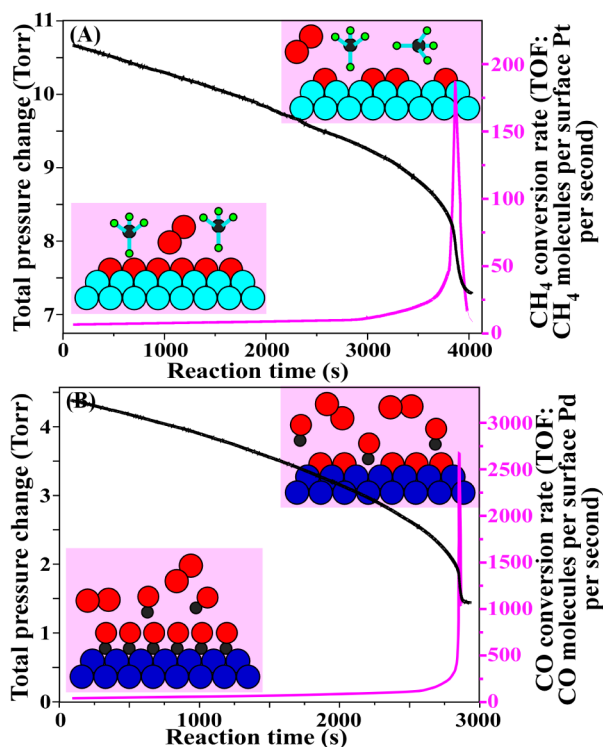 (A)
Total pressure change (Torr)
11
10
9
8
7
0
1000
2000
3000
4000
Reaction time (s)
200
150
100
50
0
CH4 conversion rate (TOF:
CH4 molecules per surface Pt
per second)
(B)
Total pressure change (Torr)
4
3
2
1
0
0
1000
2000
3000
Reaction time (s)
3000
2500
2000
1500
1000
500
0
CO conversion rate (TOF:
CO molecules per surface Pd
per second)